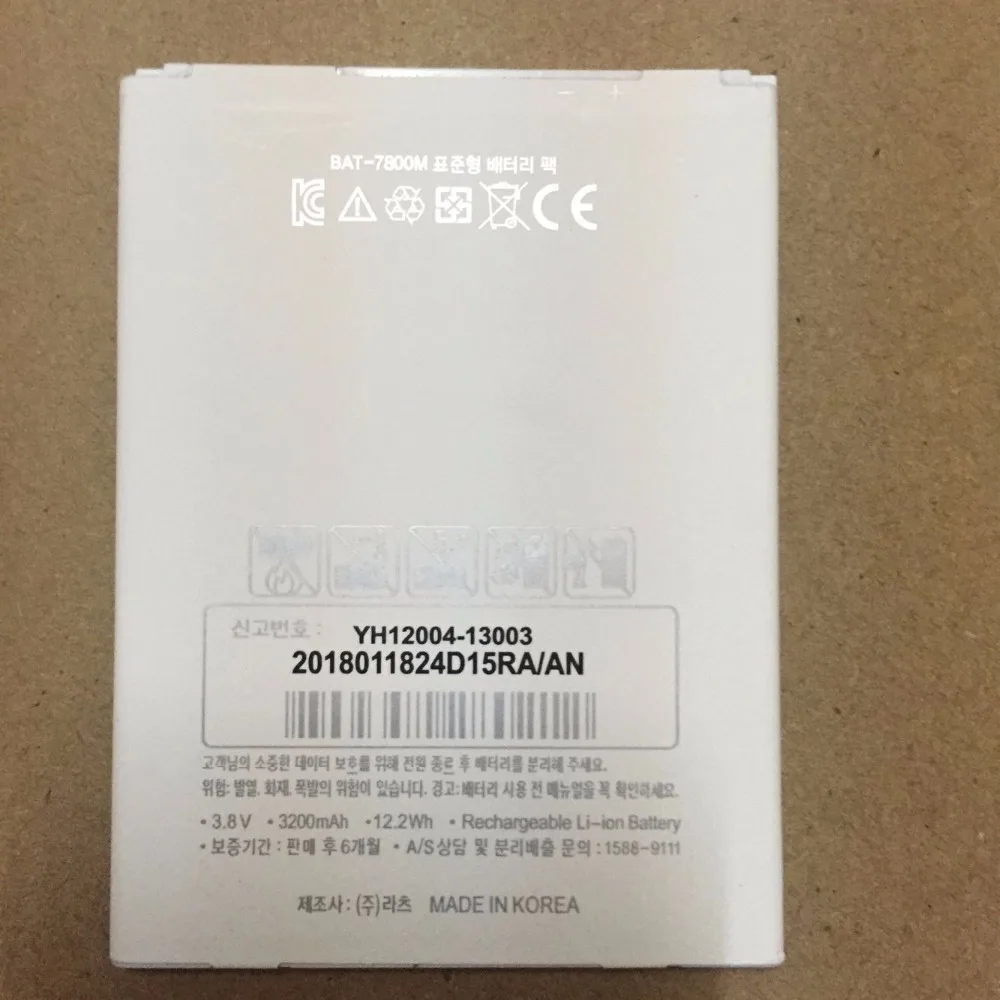 − +
BAT-7800M 표준형 배터리 팩
신고번호 : YH12004-13003
2018011824D15RA/AN
고객님의 소중한 데이터 보호를 위해 전원 종료 후 배터리를 분리해 주세요.
위험: 발열, 화재, 폭발의 위험이 있습니다. 경고: 배터리 사용 전 매뉴얼을 꼭 확인하세요.
• 3.8 V • 3200mAh • 12.2Wh • Rechargeable Li-ion Battery
• 보증기간 : 판매 후 6개월 • A/S 상담 및 분리배출 문의 : 1588-9111
제조사 : (주)라츠 MADE IN KOREA